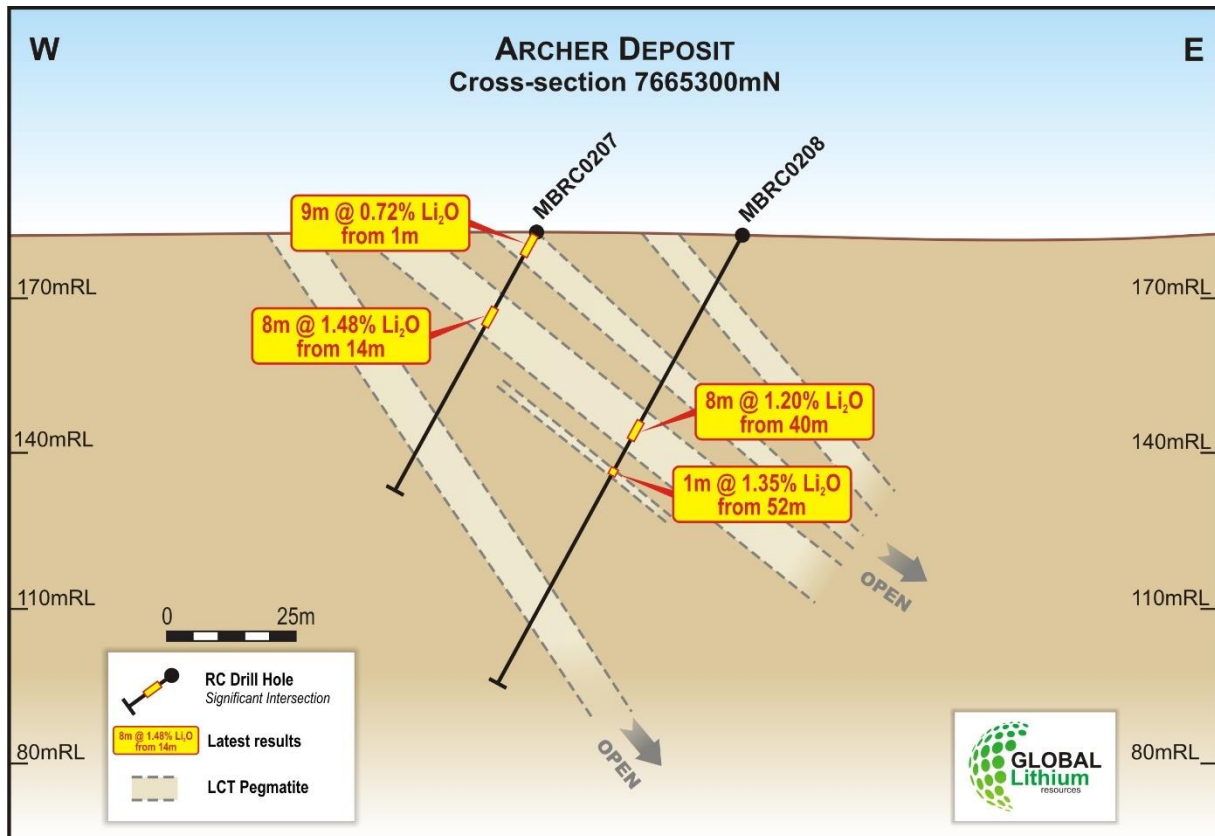 W
ARCHER DEPOSIT
E
Cross-section 7665300mN
MBRC0207
MBRC0208
9m @ 0.72% Li₂O
from 1m
170mRL
170mRL
8m @ 1.48% Li₂O
from 14m
8m @ 1.20% Li₂O
from 40m
140mRL
140mRL
1m @ 1.35% Li₂O
from 52m
OPEN
110mRL
110mRL
0 25m
RC Drill Hole
Significant Intersection
8m @ 1.48% Li₂O
from 14m
Latest results
LCT Pegmatite
OPEN
80mRL
80mRL
GLOBAL
Lithium
resources